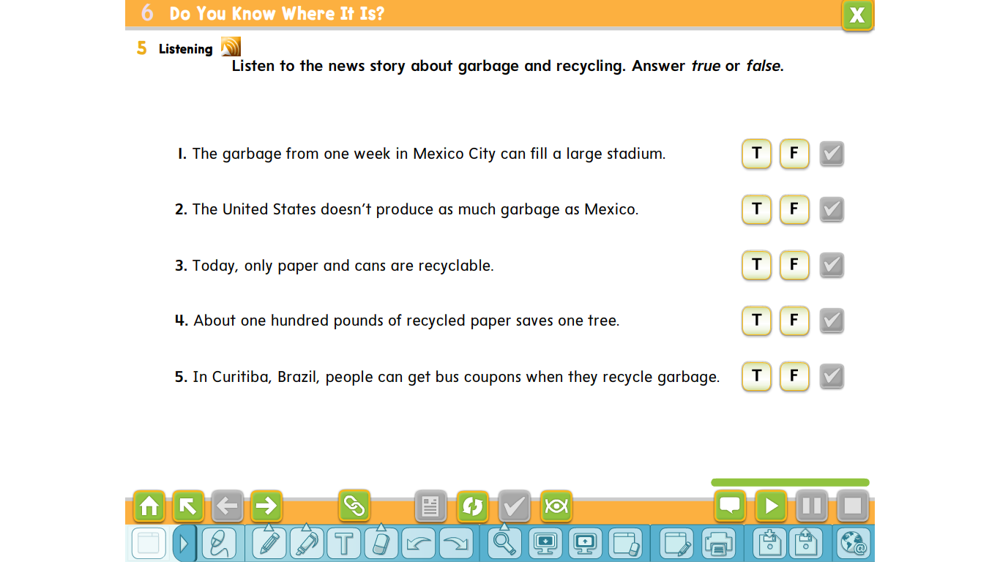 6 Do You Know Where It Is?
X
5 Listening
Listen to the news story about garbage and recycling. Answer true or false.
1. The garbage from one week in Mexico City can fill a large stadium. T F
2. The United States doesn't produce as much garbage as Mexico. T F
3. Today, only paper and cans are recyclable. T F
4. About one hundred pounds of recycled paper saves one tree. T F
5. In Curitiba, Brazil, people can get bus coupons when they recycle garbage. T F
T
@